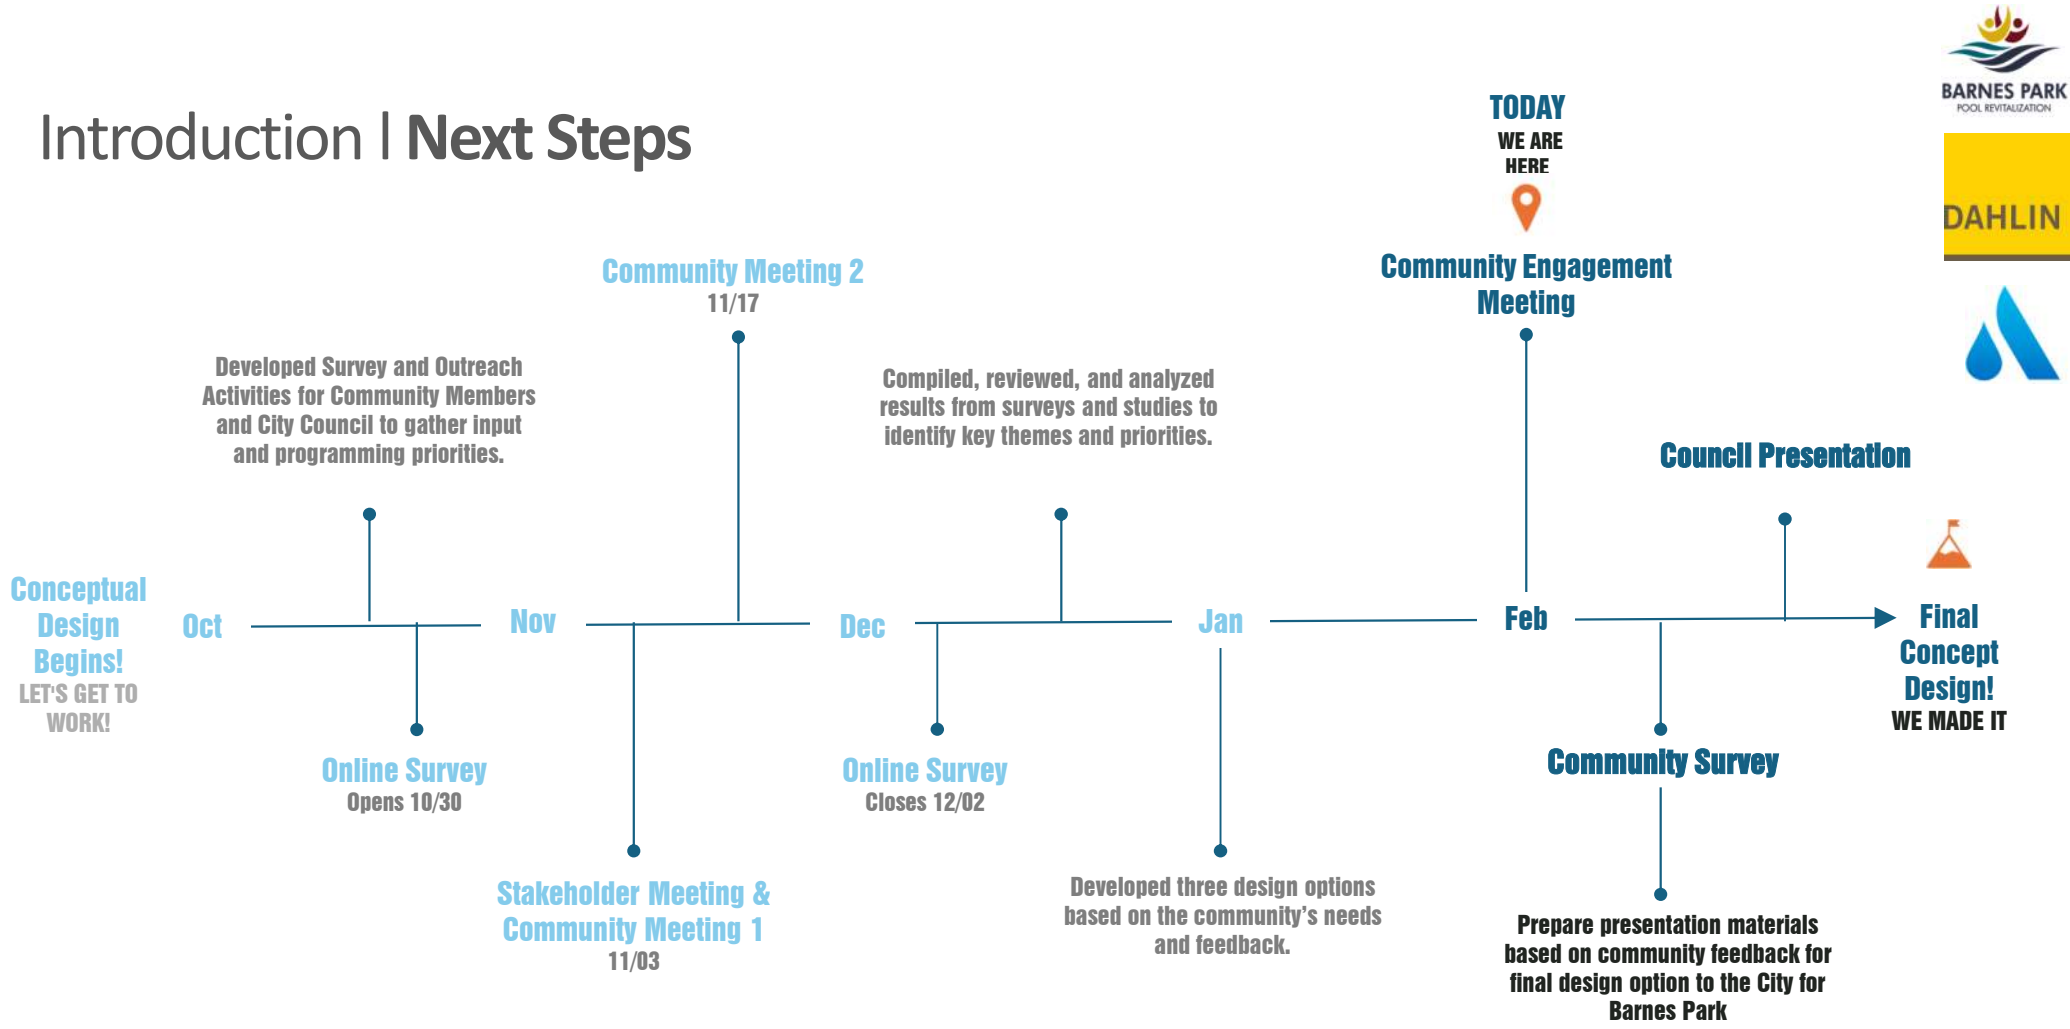 BARNES PARK
POOL REVITALIZATION
Introduction | Next Steps
TODAY
WE ARE
HERE
DAHLIN
Community Engagement
Meeting
Community Meeting 2
11/17
Developed Survey and Outreach
Activities for Community Members
and City Council to gather input
and programming priorities.
Compiled, reviewed, and analyzed
results from surveys and studies to
identify key themes and priorities.
Council Presentation
Conceptual
Design
Begins!
LET'S GET TO
WORK!
Oct
Nov
Dec
Jan
Feb
Final
Concept
Design!
WE MADE IT
Online Survey
Opens 10/30
Online Survey
Closes 12/02
Community Survey
Stakeholder Meeting &
Community Meeting 1
11/03
Developed three design options
based on the community’s needs
and feedback.
Prepare presentation materials
based on community feedback for
final design option to the City for
Barnes Park